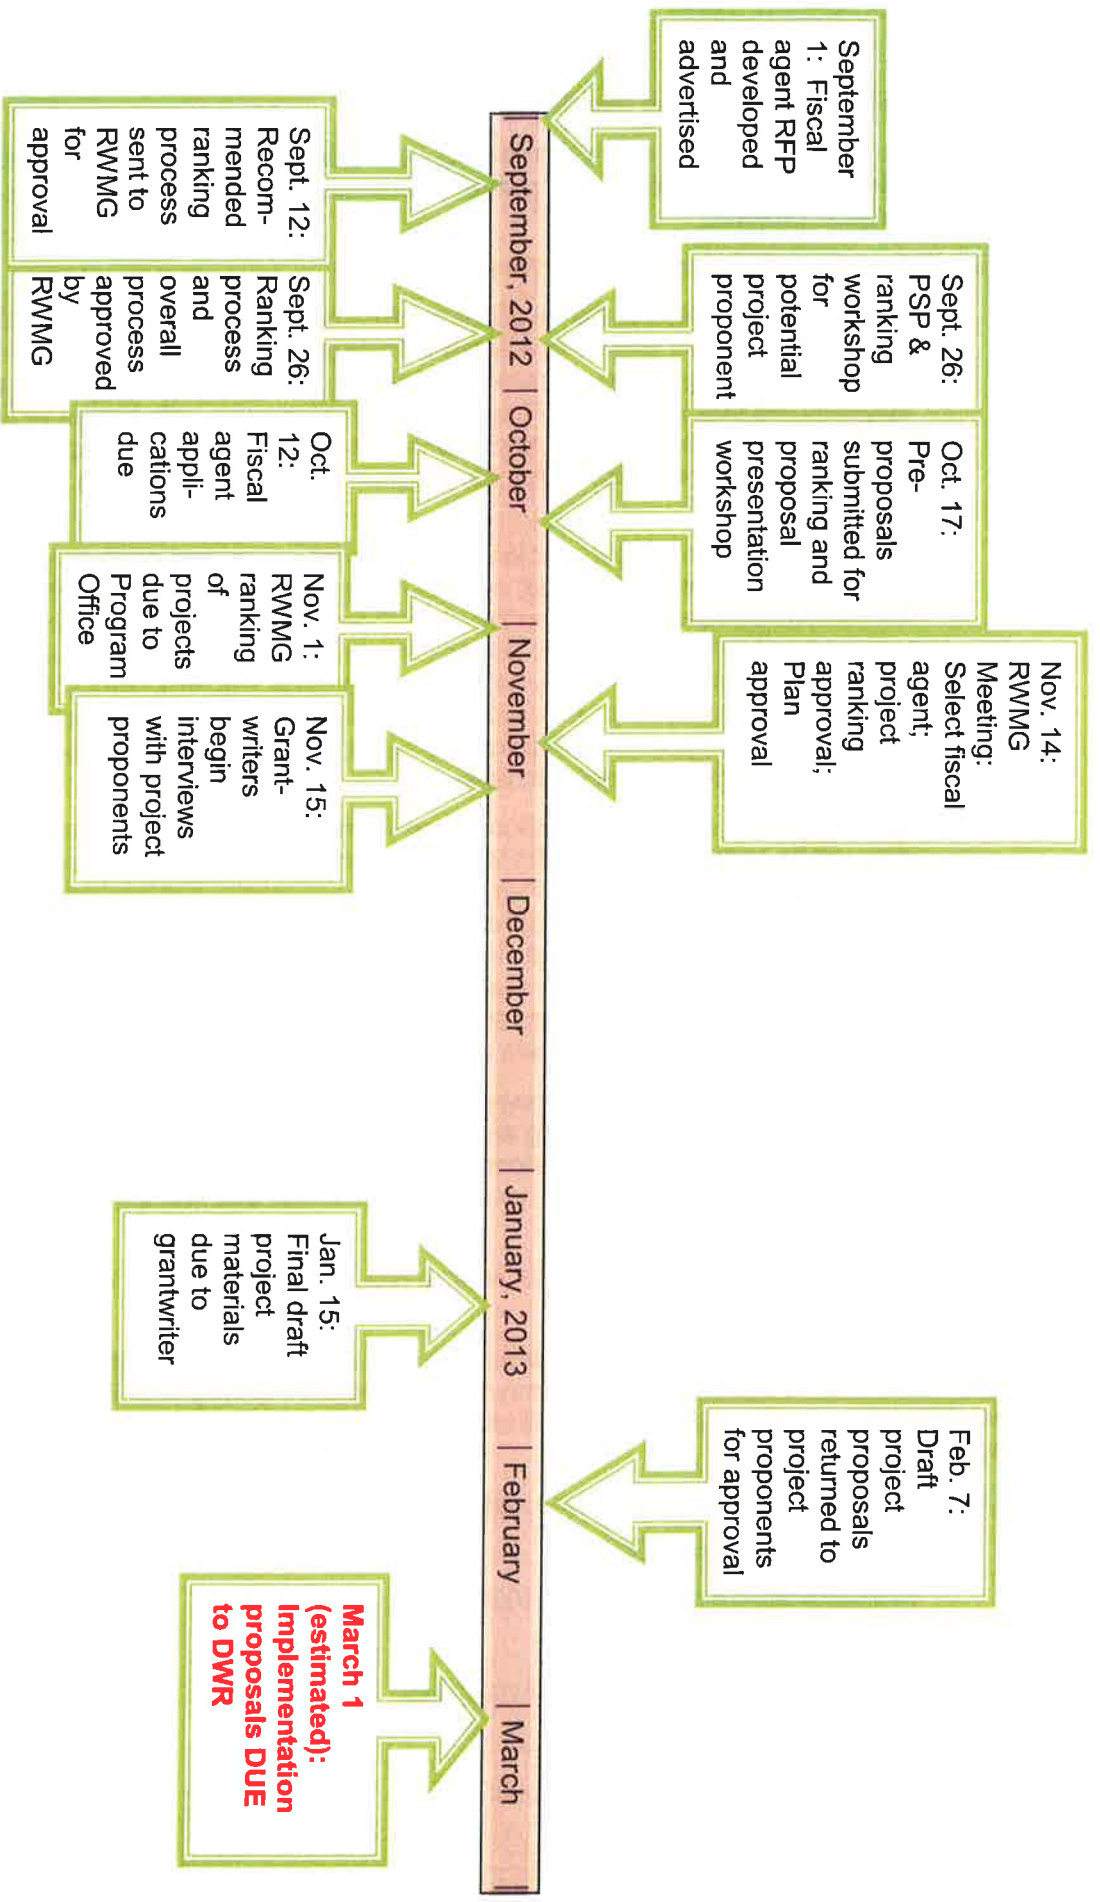 September
1:  Fiscal
agent RFP
developed
and
advertised
Sept. 26:
PSP &
ranking
workshop
for
potential
project
proponent
Oct. 17:
Pre-
proposals
submitted for
ranking and
proposal
presentation
workshop
Nov. 14:
RWMG
Meeting:
Select fiscal
agent;
project
ranking
approval;
Plan
approval
Feb. 7:
Draft
project
proposals
returned to
project
proponents
for approval
| September, 2012 | October | November | December | January, 2013 | February | March |
Sept. 12:
Recom-
mended
ranking
process
sent to
RWMG
for
approval
Sept. 26:
Ranking
process
and
overall
process
approved
by
RWMG
Oct.
12:
Fiscal
agent
appli-
cations
due
Nov. 1:
RWMG
ranking
of
projects
due to
Program
Office
Nov. 15:
Grant-
writers
begin
interviews
with project
proponents
Jan. 15:
Final draft
project
materials
due to
grantwriter
March 1
(estimated):
Implementation
proposals DUE
to DWR